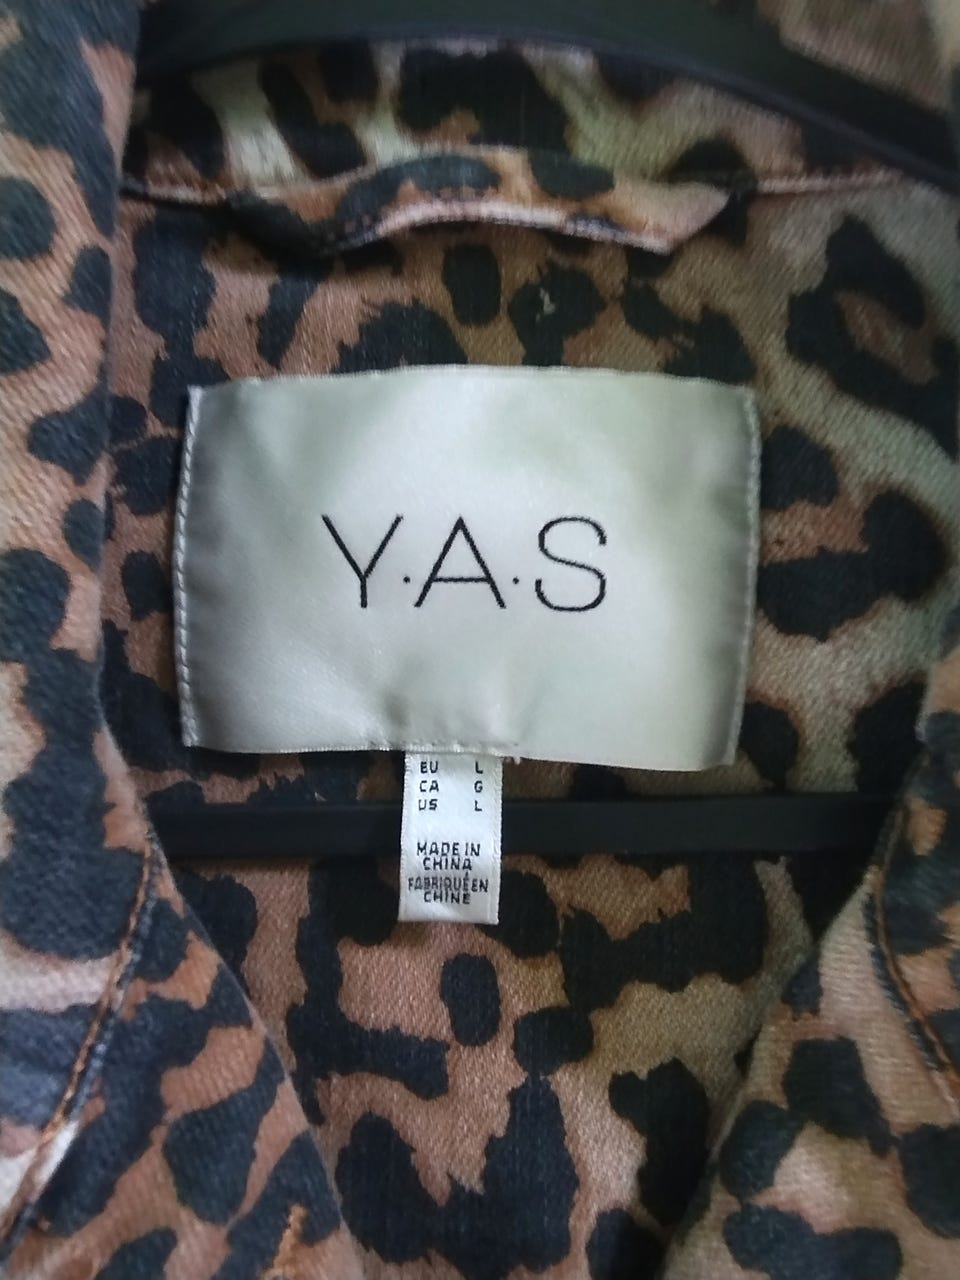 Y·A·S
EU L
CA G
US L
MADE IN
CHINA
FABRIQUÉ EN
CHINE